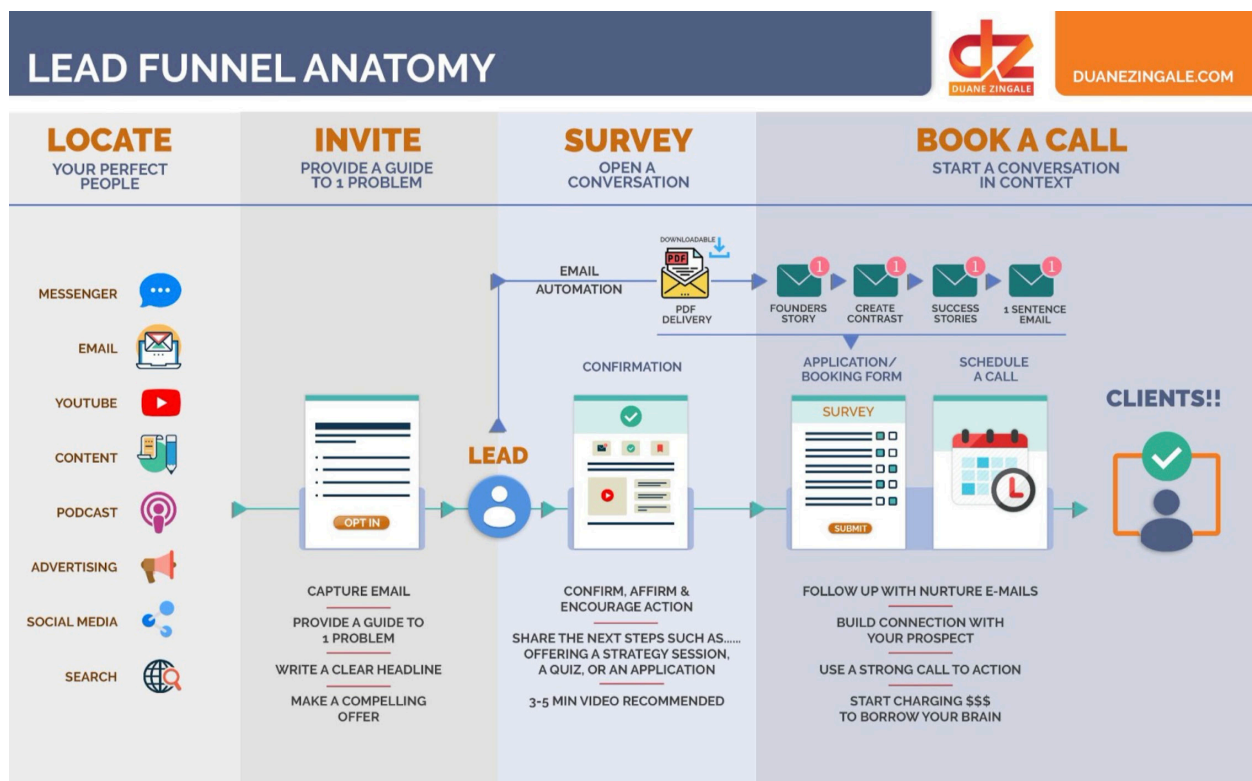 LEAD FUNNEL ANATOMY
dz
DUANE ZINGALE
DUANEZINGALE.COM
LOCATE
YOUR PERFECT
PEOPLE
INVITE
PROVIDE A GUIDE
TO 1 PROBLEM
SURVEY
OPEN A
CONVERSATION
BOOK A CALL
START A CONVERSATION
IN CONTEXT
MESSENGER
EMAIL
YOUTUBE
CONTENT
PODCAST
ADVERTISING
SOCIAL MEDIA
SEARCH
OPT IN
CAPTURE EMAIL
PROVIDE A GUIDE TO
1 PROBLEM
WRITE A CLEAR HEADLINE
MAKE A COMPELLING
OFFER
LEAD
EMAIL
AUTOMATION
DOWNLOADABLE
PDF
PDF
DELIVERY
CONFIRMATION
CONFIRM, AFFIRM &
ENCOURAGE ACTION
SHARE THE NEXT STEPS SUCH AS......
OFFERING A STRATEGY SESSION,
A QUIZ, OR AN APPLICATION
3-5 MIN VIDEO RECOMMENDED
1
FOUNDERS
STORY
1
CREATE
CONTRAST
1
SUCCESS
STORIES
1
1 SENTENCE
EMAIL
APPLICATION/
BOOKING FORM
SURVEY
SUBMIT
SCHEDULE
A CALL
FOLLOW UP WITH NURTURE E-MAILS
BUILD CONNECTION WITH
YOUR PROSPECT
USE A STRONG CALL TO ACTION
START CHARGING $$$
TO BORROW YOUR BRAIN
CLIENTS!!